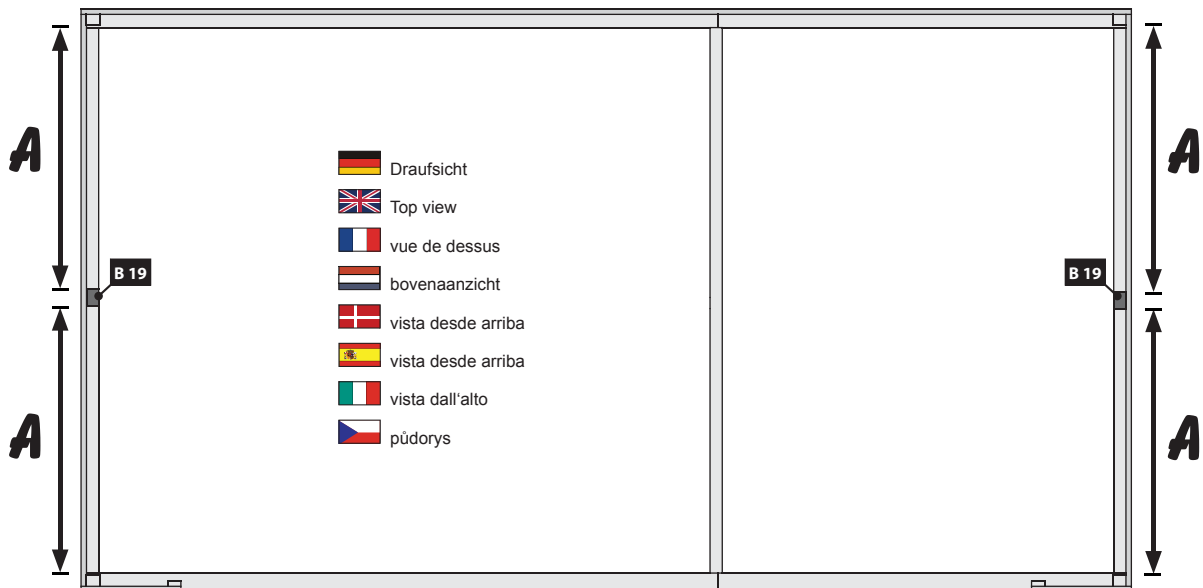 A
A
Draufsicht
Top view
vue de dessus
B 19
bovenaanzicht
B 19
vista desde arriba
vista desde arriba
vista dall'alto
půdorys
A
A